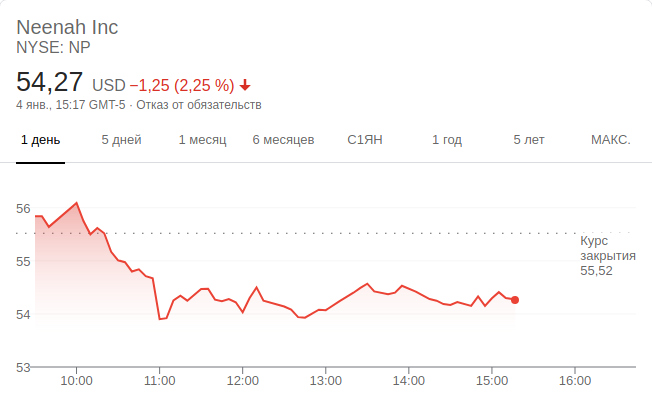 Neenah Inc
NYSE: NP
54,27 USD −1,25 (2,25 %)
4 янв., 15:17 GMT-5 · Отказ от обязательств
1 день 5 дней 1 месяц 6 месяцев С1ЯН 1 год 5 лет МАКС.
56
Курс
закрытия
55,52
55
54
53
10:00 11:00 12:00 13:00 14:00 15:00 16:00